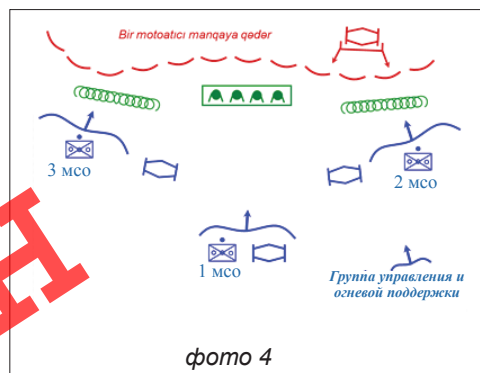 Bir motoatıcı manqaya qədər
3 мсо
2 мсо
1 мсо
Группа управления и
огневой поддержки
фото 4
Н